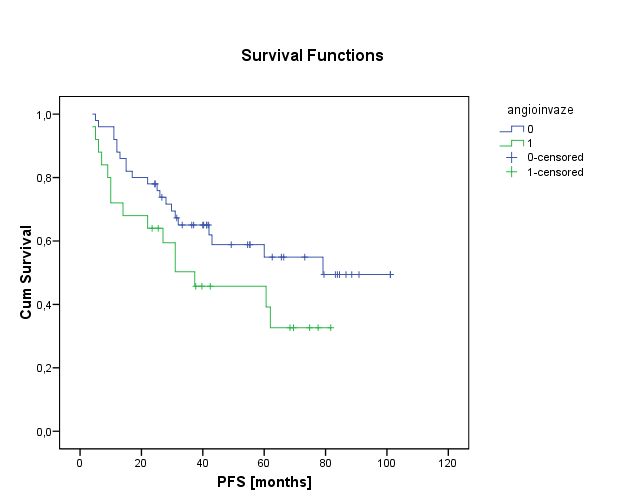 Survival Functions
angioinvaze
0
1
0-censored
1-censored
Cum Survival
1,0
0,8
0,6
0,4
0,2
0,0
0 20 40 60 80 100 120
PFS [months]